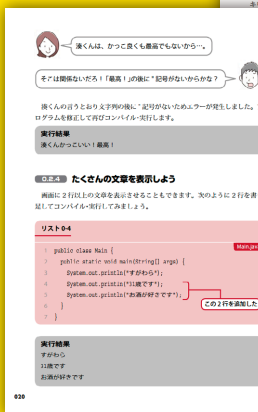 湊くんは、かっこ良くも最高でもないから…。
そこは関係ないだろ！「最高！」の後に"記号がないからかな？
湊くんの言うとおり文字列の後に"記号がないためエラーが発生しました。
ログラムを修正して再びコンパイル・実行します。
実行結果
湊くんかっこいい！最高！
0.2.4 たくさんの文章を表示しよう
画面に2行以上の文章を表示させることもできます。次のように2行を書
足してコンパイル・実行してみましょう。
リスト0-4
Main.jav
1 public class Main {
2 public static void main(String[] args) {
3 System.out.println("すがわら");
4 System.out.println("31歳です");
5 System.out.println("お酒が好きです");
6 }
7 }
この2行を追加した
実行結果
すがわら
31歳です
お酒が好きです
020